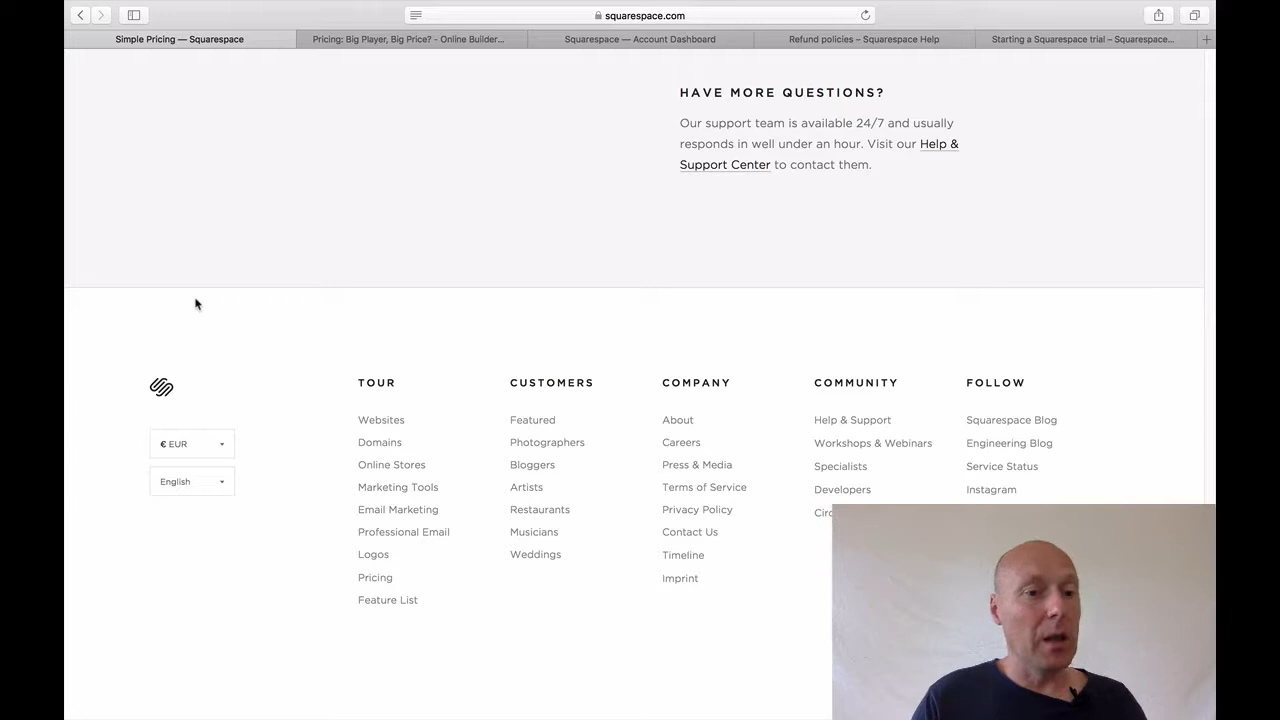 squarespace.com
Simple Pricing — Squarespace
Pricing: Big Player, Big Price? - Online Builder...
Squarespace — Account Dashboard
Refund policies – Squarespace Help
Starting a Squarespace trial – Squarespace...
HAVE MORE QUESTIONS?
Our support team is available 24/7 and usually
responds in well under an hour. Visit our Help &
Support Center to contact them.
€ EUR
English
TOUR
Websites
Domains
Online Stores
Marketing Tools
Email Marketing
Professional Email
Logos
Pricing
Feature List
CUSTOMERS
Featured
Photographers
Bloggers
Artists
Restaurants
Musicians
Weddings
COMPANY
About
Careers
Press & Media
Terms of Service
Privacy Policy
Contact Us
Timeline
Imprint
COMMUNITY
Help & Support
Workshops & Webinars
Specialists
Developers
FOLLOW
Squarespace Blog
Engineering Blog
Service Status
Instagram